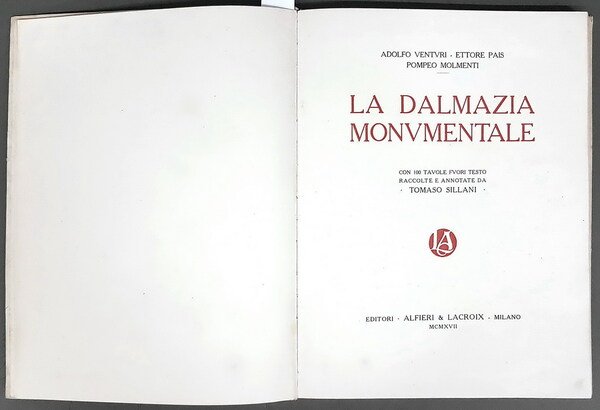 ADOLFO VENTVRI · ETTORE PAIS
POMPEO MOLMENTI
LA DALMAZIA
MONVMENTALE
CON 100 TAVOLE FVORI TESTO
RACCOLTE E ANNOTATE DA
· TOMASO SILLANI ·
EDITORI · ALFIERI & LACROIX · MILANO
MCMXVII